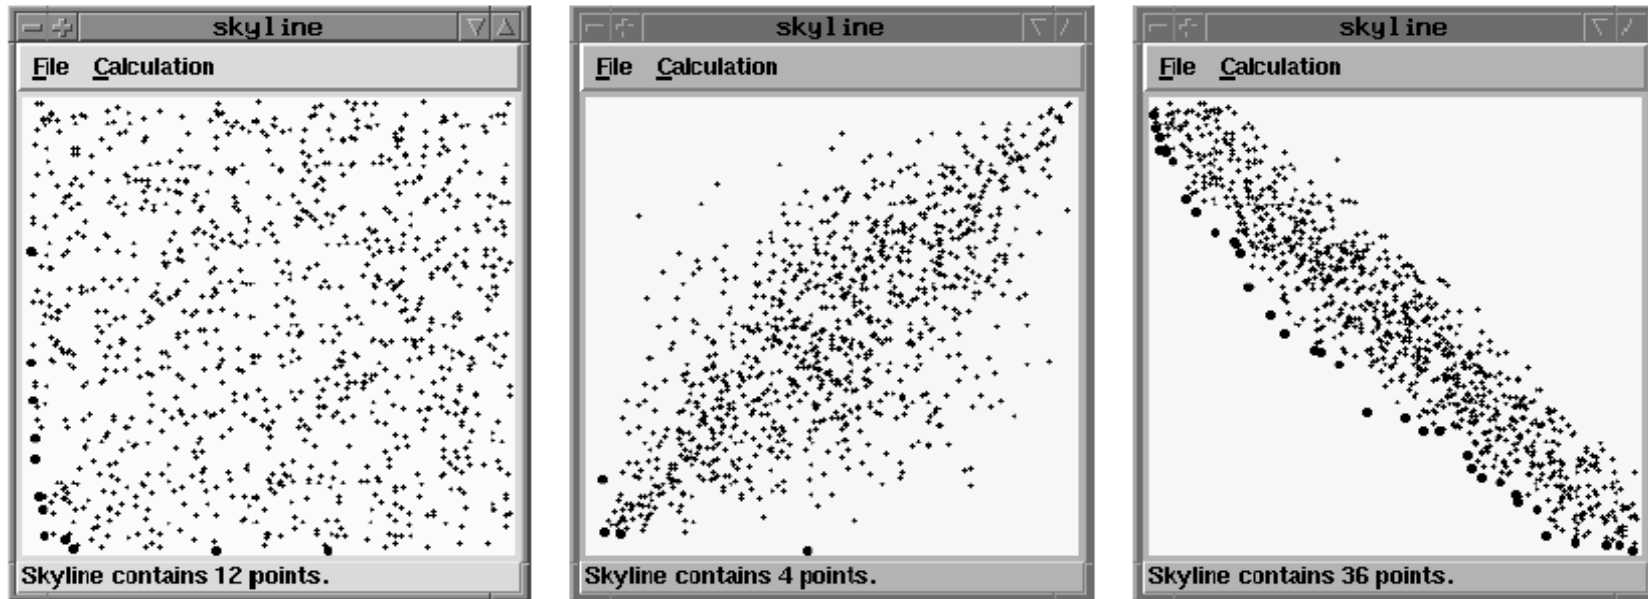 skyline
File Calculation
Skyline contains 12 points.
skyline
File Calculation
Skyline contains 4 points.
skyline
File Calculation
Skyline contains 36 points.